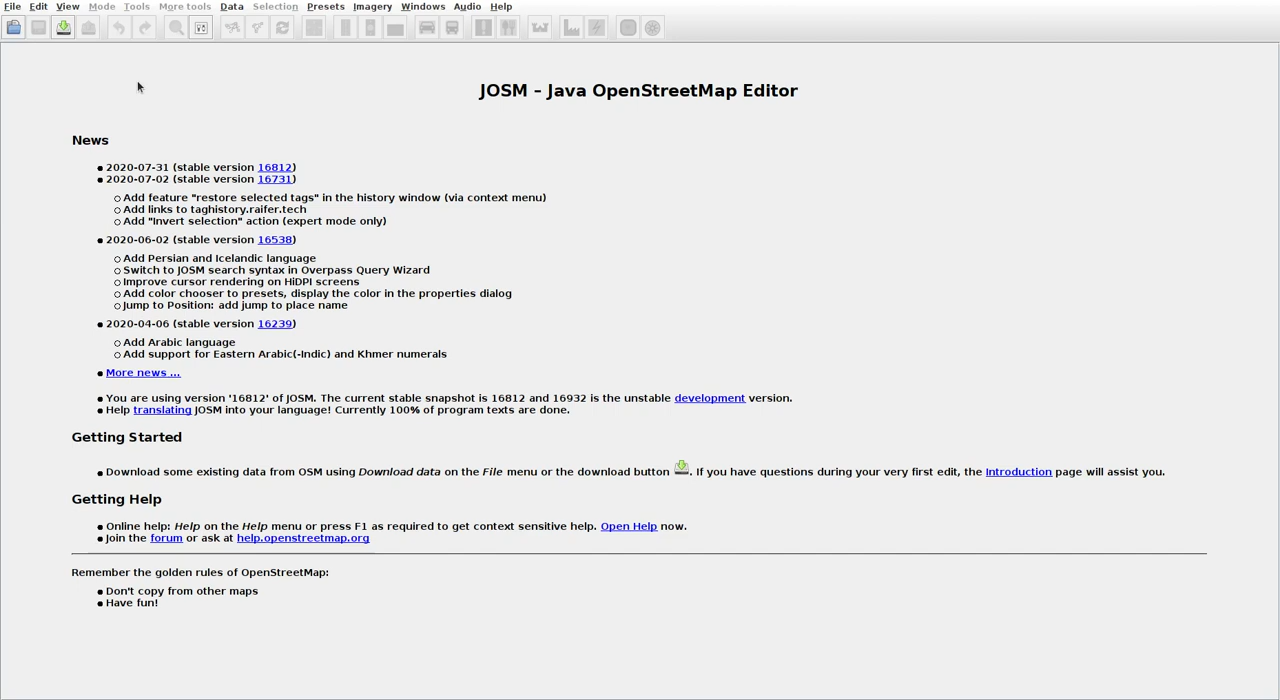 File Edit View Mode Tools More tools Data Selection Presets Imagery Windows Audio Help
JOSM – Java OpenStreetMap Editor
News
2020-07-31 (stable version 16812)
2020-07-02 (stable version 16731)
Add feature "restore selected tags" in the history window (via context menu)
Add links to taghistory.raifer.tech
Add "Invert selection" action (expert mode only)
2020-06-02 (stable version 16538)
Add Persian and Icelandic language
Switch to JOSM search syntax in Overpass Query Wizard
Improve cursor rendering on HiDPI screens
Add color chooser to presets, display the color in the properties dialog
Jump to Position: add jump to place name
2020-04-06 (stable version 16239)
Add Arabic language
Add support for Eastern Arabic(-Indic) and Khmer numerals
More news ...
You are using version '16812' of JOSM. The current stable snapshot is 16812 and 16932 is the unstable development version.
Help translating JOSM into your language! Currently 100% of program texts are done.
Getting Started
Download some existing data from OSM using Download data on the File menu or the download button . If you have questions during your very first edit, the Introduction page will assist you.
Getting Help
Online help: Help on the Help menu or press F1 as required to get context sensitive help. Open Help now.
Join the forum or ask at help.openstreetmap.org
Remember the golden rules of OpenStreetMap:
Don't copy from other maps
Have fun!